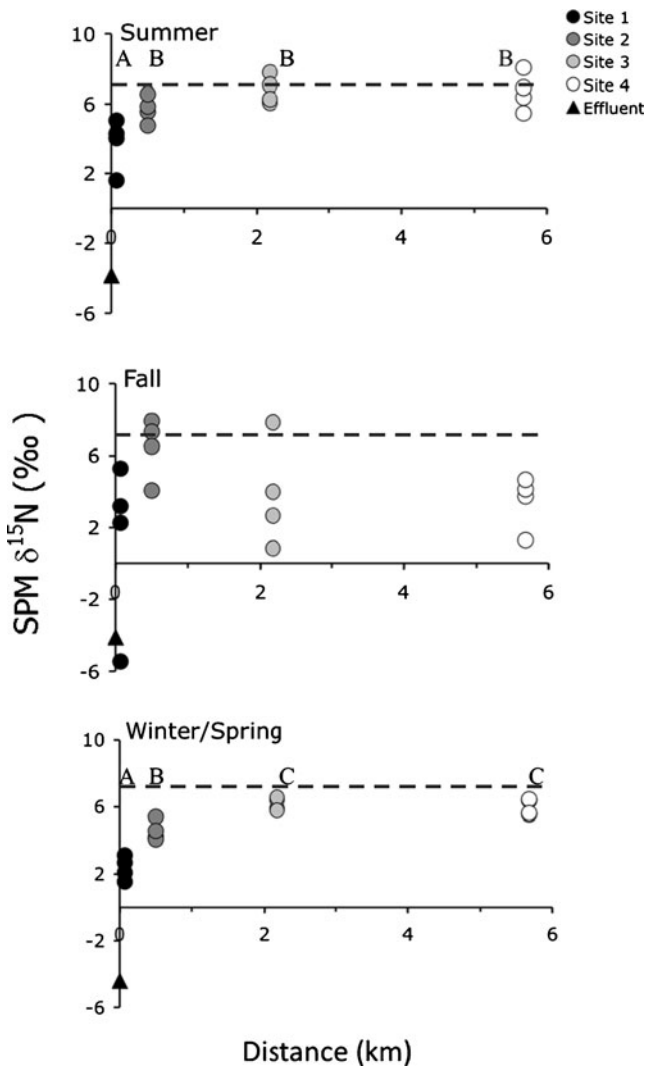 Summer
Site 1
Site 2
Site 3
Site 4
Effluent
A B B B
10
6
2
-2
-6
0 2 4 6
Fall
10
6
2
-2
-6
0 2 4 6
Winter/Spring
A B C C
10
6
2
-2
-6
0 2 4 6
SPM δ15N (‰)
Distance (km)